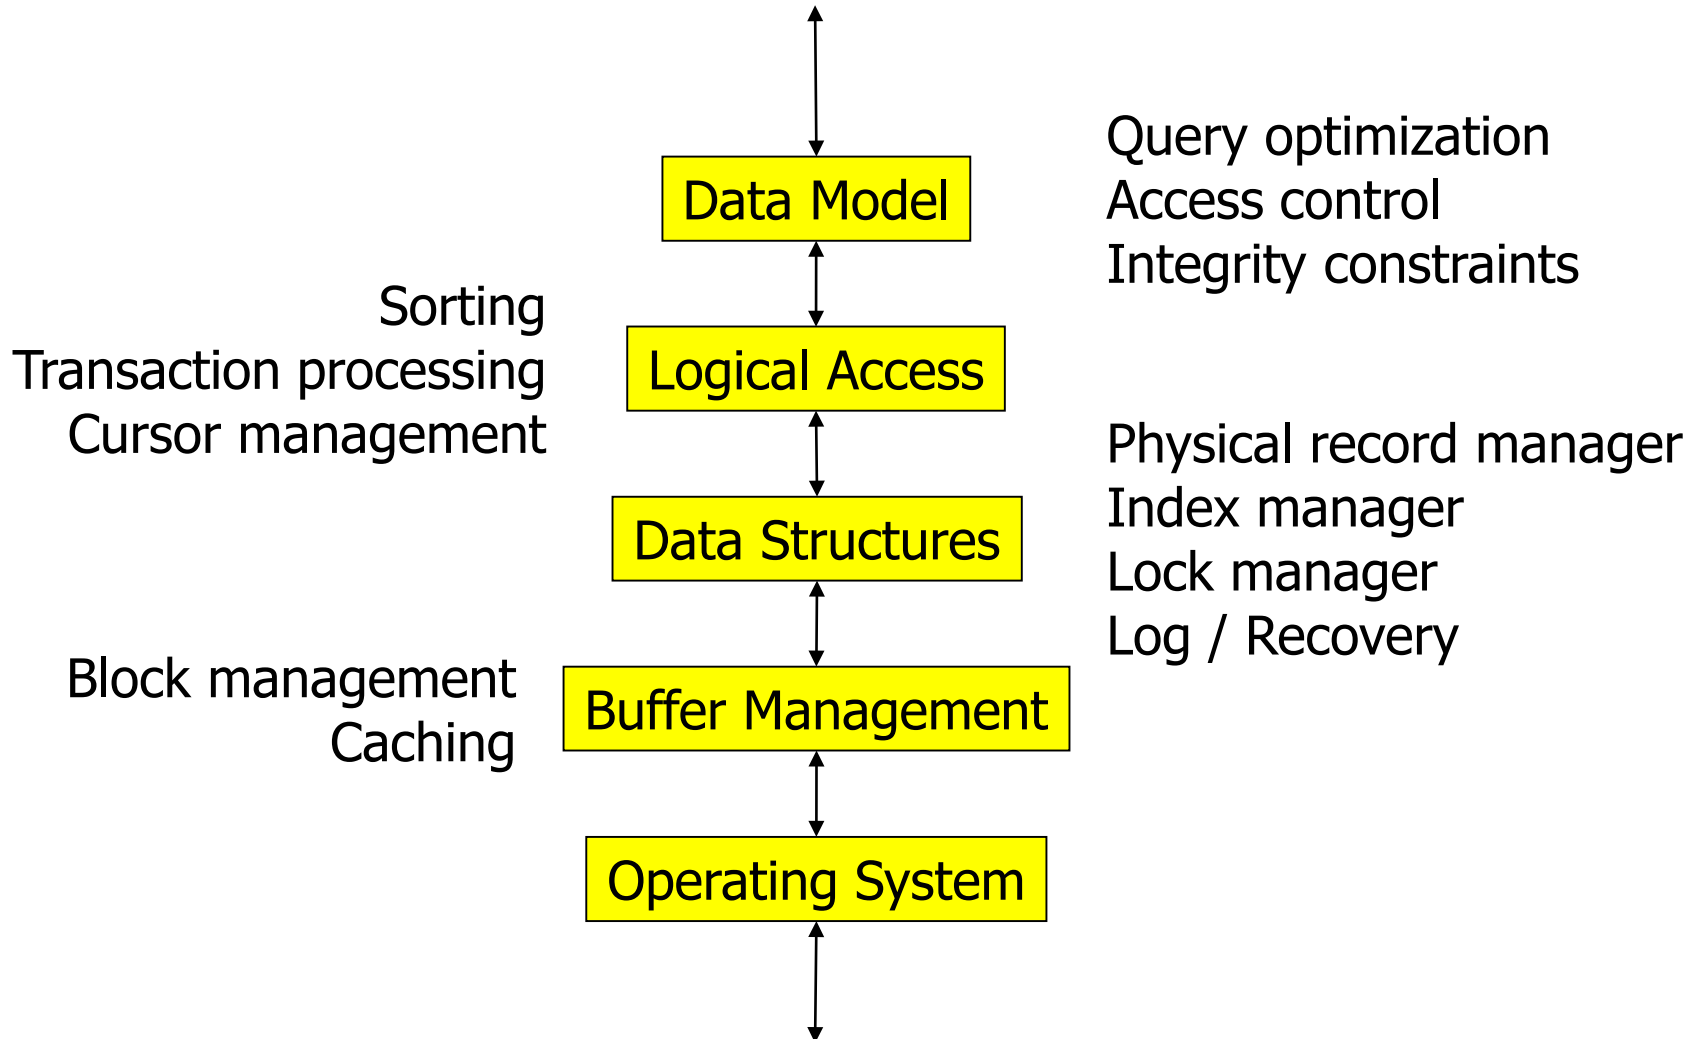 Data Model
Query optimization
Access control
Integrity constraints
Sorting
Transaction processing
Cursor management
Logical Access
Data Structures
Physical record manager
Index manager
Lock manager
Log / Recovery
Block management
Caching
Buffer Management
Operating System